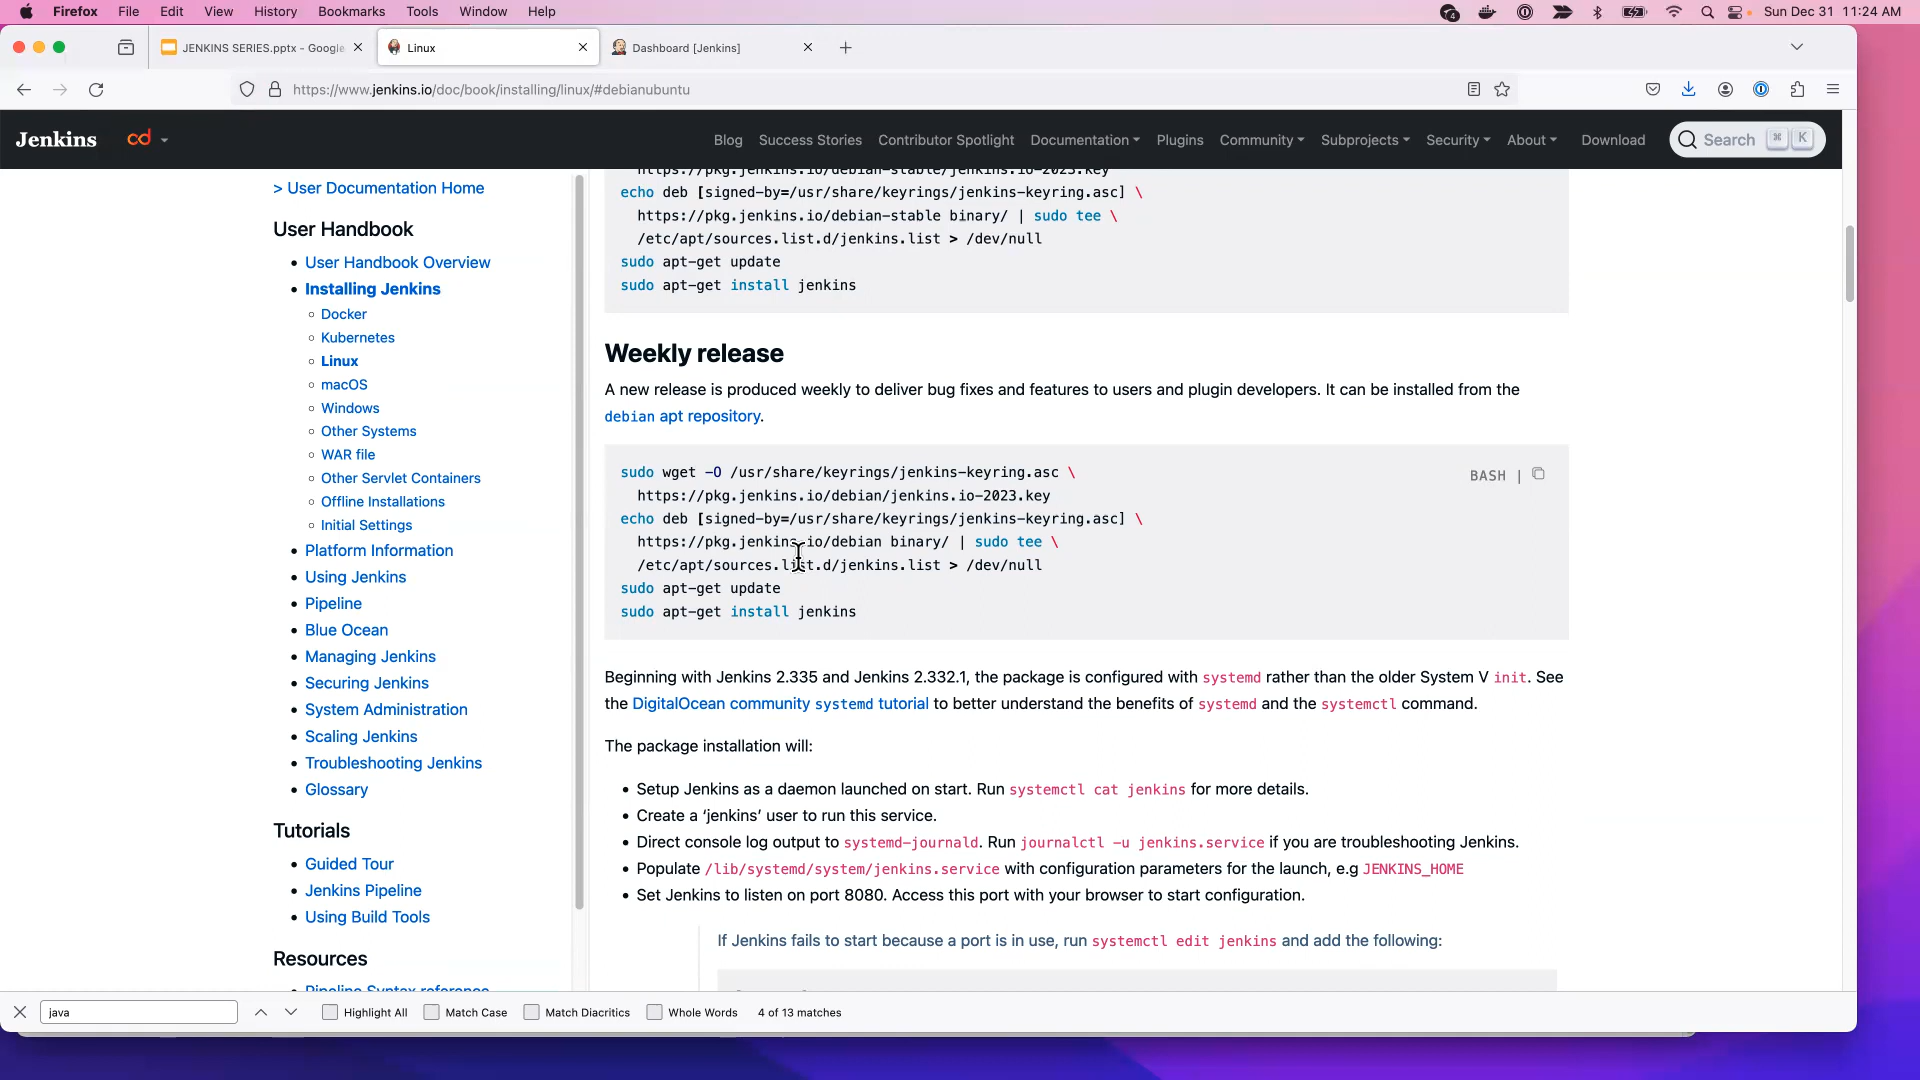 Firefox File Edit View History Bookmarks Tools Window Help
4
Sun Dec 31 11:24 AM
JENKINS SERIES.pptx - Google
Linux
Dashboard [Jenkins]
https://www.jenkins.io/doc/book/installing/linux/#debianubuntu
Jenkins cd
Blog Success Stories Contributor Spotlight Documentation Plugins Community Subprojects Security About Download
Search ⌘ K
> User Documentation Home
User Handbook
User Handbook Overview
Installing Jenkins
Docker
Kubernetes
Linux
macOS
Windows
Other Systems
WAR file
Other Servlet Containers
Offline Installations
Initial Settings
Platform Information
Using Jenkins
Pipeline
Blue Ocean
Managing Jenkins
Securing Jenkins
System Administration
Scaling Jenkins
Troubleshooting Jenkins
Glossary
Tutorials
Guided Tour
Jenkins Pipeline
Using Build Tools
Resources
Pipeline Syntax reference
https://pkg.jenkins.io/debian-stable/jenkins.io-2023.key
echo deb [signed-by=/usr/share/keyrings/jenkins-keyring.asc] \
https://pkg.jenkins.io/debian-stable binary/ | sudo tee \
/etc/apt/sources.list.d/jenkins.list > /dev/null
sudo apt-get update
sudo apt-get install jenkins
Weekly release
A new release is produced weekly to deliver bug fixes and features to users and plugin developers. It can be installed from the
debian apt repository.
BASH |
sudo wget -O /usr/share/keyrings/jenkins-keyring.asc \
https://pkg.jenkins.io/debian/jenkins.io-2023.key
echo deb [signed-by=/usr/share/keyrings/jenkins-keyring.asc] \
https://pkg.jenkins.io/debian binary/ | sudo tee \
/etc/apt/sources.list.d/jenkins.list > /dev/null
sudo apt-get update
sudo apt-get install jenkins
Beginning with Jenkins 2.335 and Jenkins 2.332.1, the package is configured with systemd rather than the older System V init. See
the DigitalOcean community systemd tutorial to better understand the benefits of systemd and the systemctl command.
The package installation will:
Setup Jenkins as a daemon launched on start. Run systemctl cat jenkins for more details.
Create a ‘jenkins’ user to run this service.
Direct console log output to systemd-journald. Run journalctl -u jenkins.service if you are troubleshooting Jenkins.
Populate /lib/systemd/system/jenkins.service with configuration parameters for the launch, e.g JENKINS_HOME
Set Jenkins to listen on port 8080. Access this port with your browser to start configuration.
If Jenkins fails to start because a port is in use, run systemctl edit jenkins and add the following:
java
Highlight All Match Case Match Diacritics Whole Words 4 of 13 matches